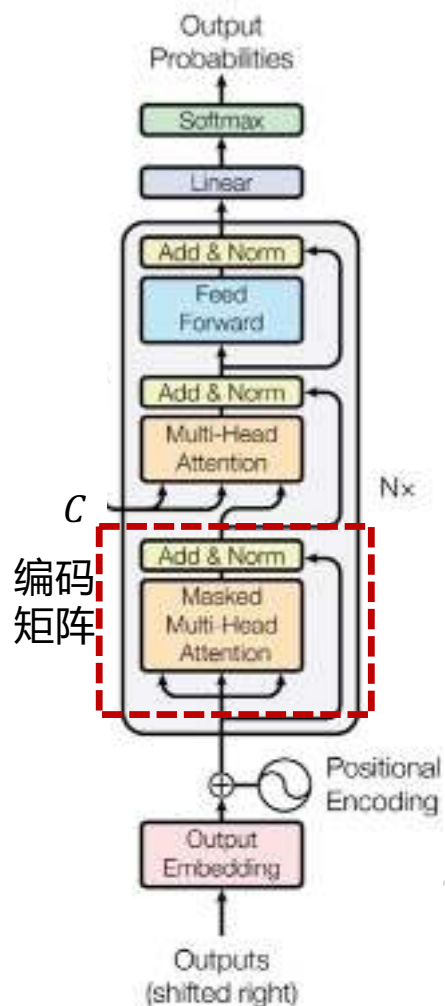 Output
Probabilities
Softmax
Linear
Add & Norm
Feed
Forward
Add & Norm
Multi-Head
Attention
N×
C
编码
矩阵
Add & Norm
Masked
Multi-Head
Attention
Positional
Encoding
Output
Embedding
Outputs
(shifted right)